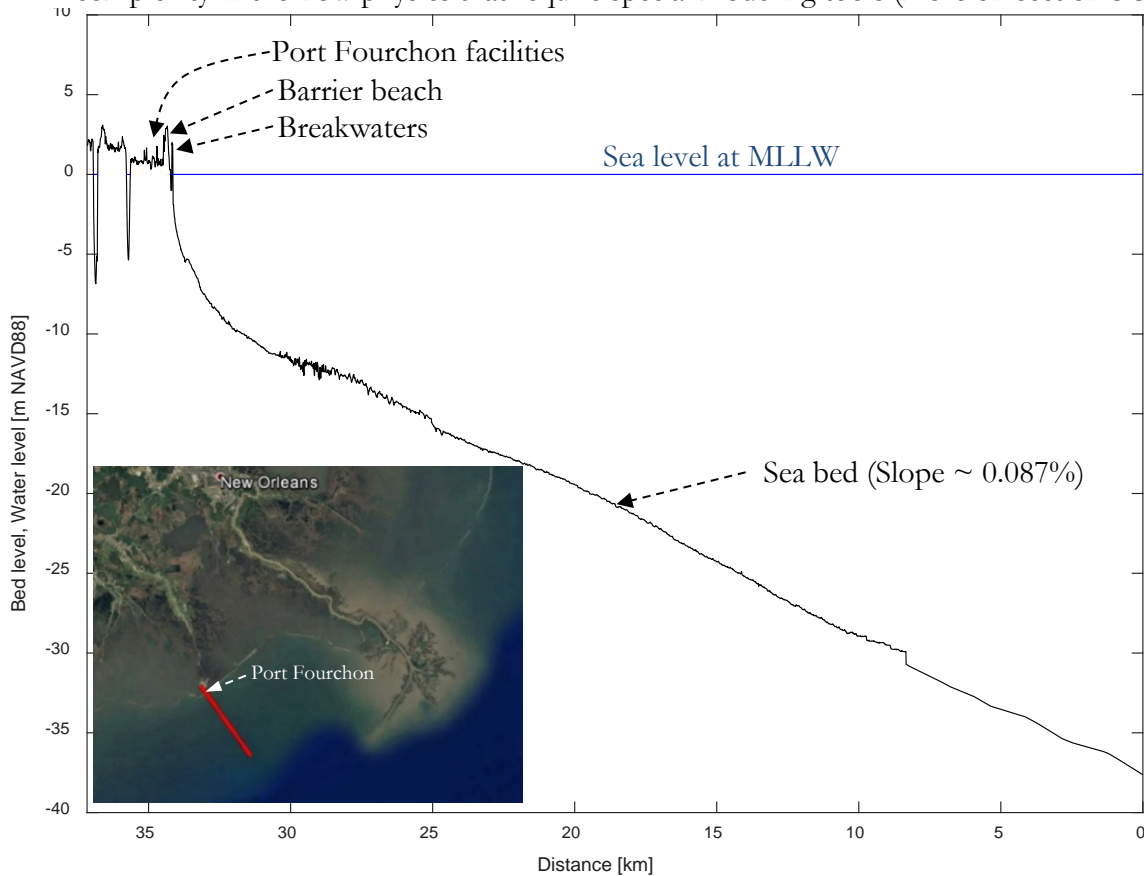 10
Port Fourchon facilities
Barrier beach
Breakwaters
Sea level at MLLW
5
0
-5
-10
-15
-20
-25
-30
-35
-40
Bed level, Water level [m NAVD88]
Sea bed (Slope ~ 0.087%)
New Orleans
Port Fourchon
35 30 25 20 15 10 5 0
Distance [km]